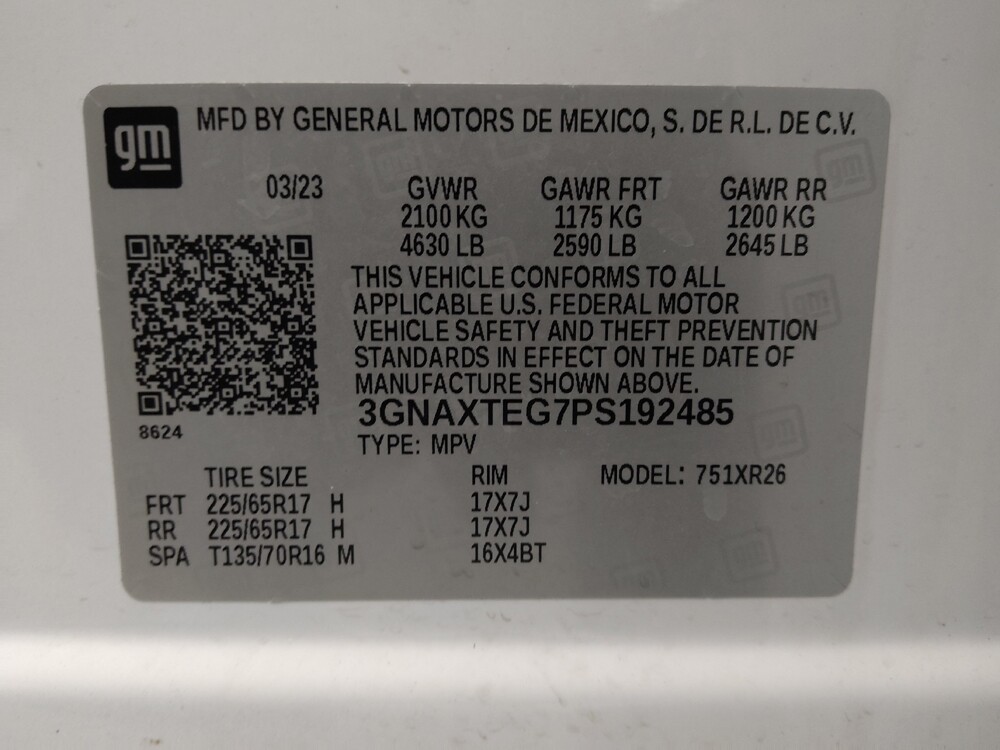 gm
MFD BY GENERAL MOTORS DE MEXICO, S. DE R.L. DE C.V.
03/23 GVWR GAWR FRT GAWR RR
2100 KG 1175 KG 1200 KG
4630 LB 2590 LB 2645 LB
THIS VEHICLE CONFORMS TO ALL
APPLICABLE U.S. FEDERAL MOTOR
VEHICLE SAFETY AND THEFT PREVENTION
STANDARDS IN EFFECT ON THE DATE OF
MANUFACTURE SHOWN ABOVE.
3GNAXTEG7PS192485
8624
TYPE: MPV
TIRE SIZE RIM MODEL: 751XR26
FRT 225/65R17 H 17X7J
RR 225/65R17 H 17X7J
SPA T135/70R16 M 16X4BT